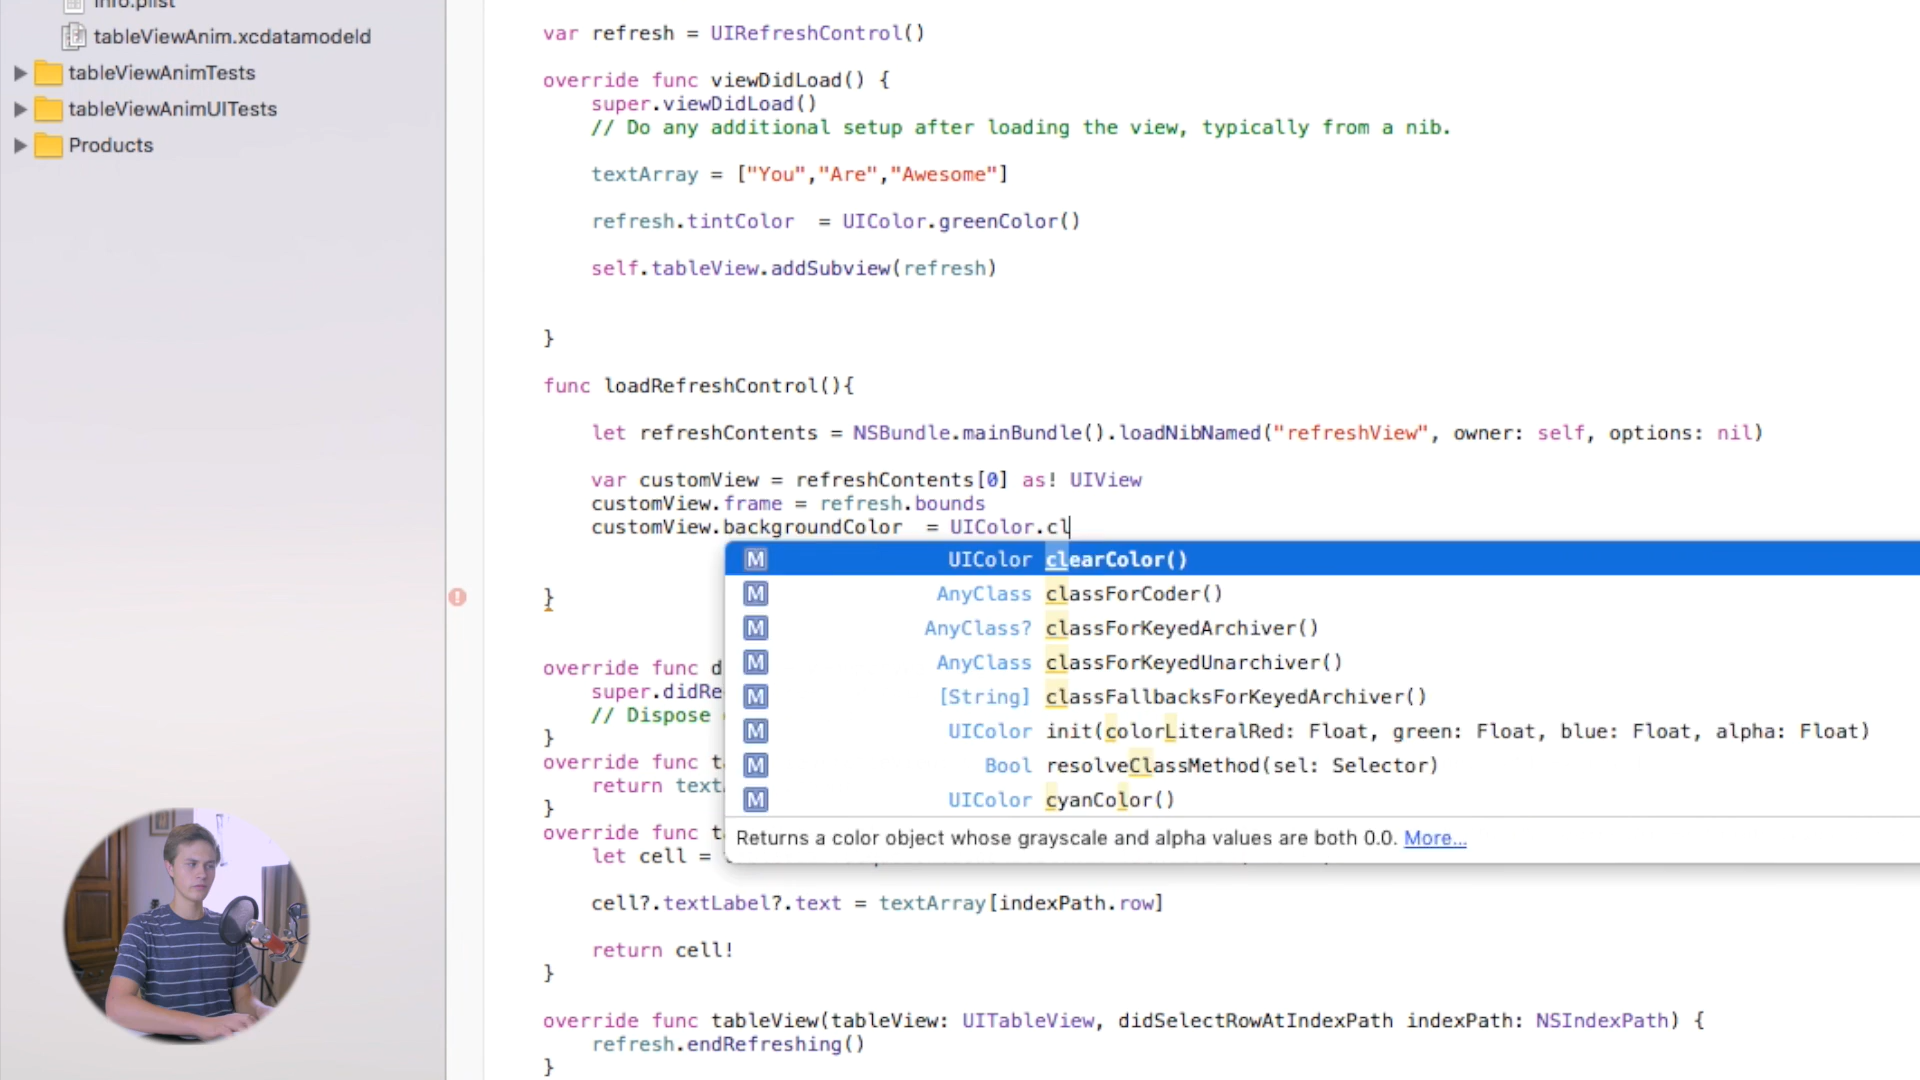 info.plist
tableViewAnim.xcdatamodeld
tableViewAnimTests
tableViewAnimUITests
Products
var refresh = UIRefreshControl()
override func viewDidLoad() {
super.viewDidLoad()
// Do any additional setup after loading the view, typically from a nib.
textArray = ["You","Are","Awesome"]
refresh.tintColor  = UIColor.greenColor()
self.tableView.addSubview(refresh)
}
func loadRefreshControl(){
let refreshContents = NSBundle.mainBundle().loadNibNamed("refreshView", owner: self, options: nil)
var customView = refreshContents[0] as! UIView
customView.frame = refresh.bounds
customView.backgroundColor  = UIColor.cl
M UIColor clearColor()
M AnyClass classForCoder()
M AnyClass? classForKeyedArchiver()
M AnyClass classForKeyedUnarchiver()
M [String] classFallbacksForKeyedArchiver()
M UIColor init(colorLiteralRed: Float, green: Float, blue: Float, alpha: Float)
M Bool resolveClassMethod(sel: Selector)
M UIColor cyanColor()
Returns a color object whose grayscale and alpha values are both 0.0. More...
}
override func d
super.didRe
// Dispose
}
override func t
return text
}
override func t
let cell =
cell?.textLabel?.text = textArray[indexPath.row]
return cell!
}
override func tableView(tableView: UITableView, didSelectRowAtIndexPath indexPath: NSIndexPath) {
refresh.endRefreshing()
}